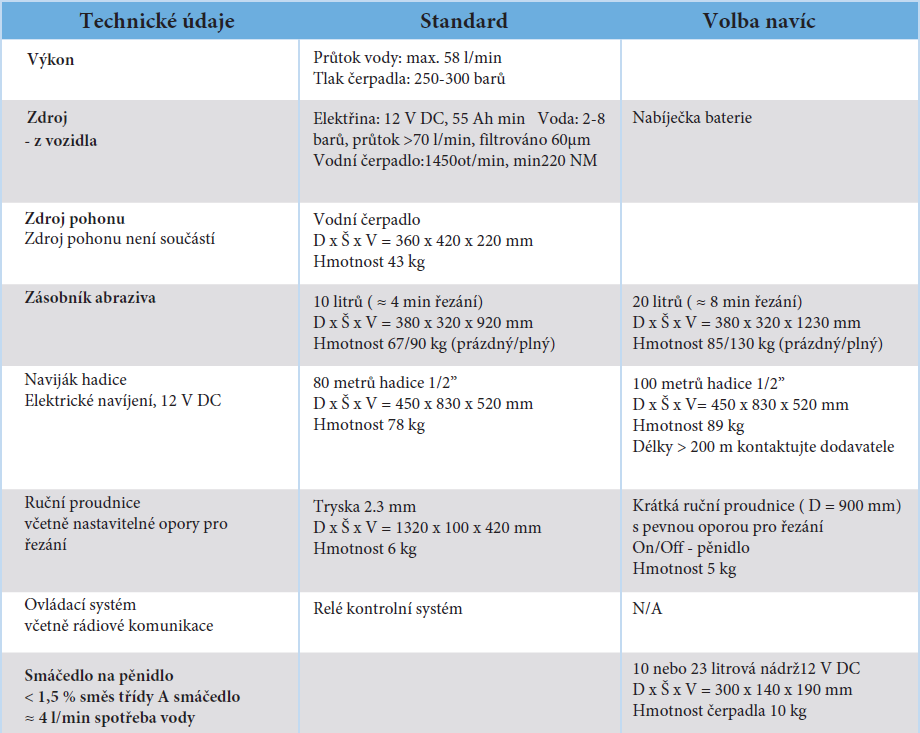 Technické údaje Standard Volba navíc
Výkon
Průtok vody: max. 58 l/min
Tlak čerpadla: 250-300 barů
Zdroj
- z vozidla
Elektřina: 12 V DC, 55 Ah min Voda: 2-8
barů, průtok >70 l/min, filtrováno 60µm
Vodní čerpadlo:1450ot/min, min220 NM
Nabíječka baterie
Zdroj pohonu
Zdroj pohonu není součástí
Vodní čerpadlo
D x Š x V = 360 x 420 x 220 mm
Hmotnost 43 kg
Zásobník abraziva
10 litrů ( ≈ 4 min řezání)
D x Š x V = 380 x 320 x 920 mm
Hmotnost 67/90 kg (prázdný/plný)
20 litrů ( ≈ 8 min řezání)
D x Š x V = 380 x 320 x 1230 mm
Hmotnost 85/130 kg (prázdný/plný)
Naviják hadice
Elektrické navíjení, 12 V DC
80 metrů hadice 1/2”
D x Š x V = 450 x 830 x 520 mm
Hmotnost 78 kg
100 metrů hadice 1/2”
D x Š x V= 450 x 830 x 520 mm
Hmotnost 89 kg
Délky > 200 m kontaktujte dodavatele
Ruční proudnice
včetně nastavitelné opory pro
řezání
Tryska 2.3 mm
D x Š x V = 1320 x 100 x 420 mm
Hmotnost 6 kg
Krátká ruční proudnice ( D = 900 mm)
s pevnou oporou pro řezání
On/Off - pěnidlo
Hmotnost 5 kg
Ovládací systém
včetně rádiové komunikace
Relé kontrolní systém
N/A
Smáčedlo na pěnidlo
< 1,5 % směs třídy A smáčedlo
≈ 4 l/min spotřeba vody
10 nebo 23 litrová nádrž12 V DC
D x Š x V = 300 x 140 x 190 mm
Hmotnost čerpadla 10 kg